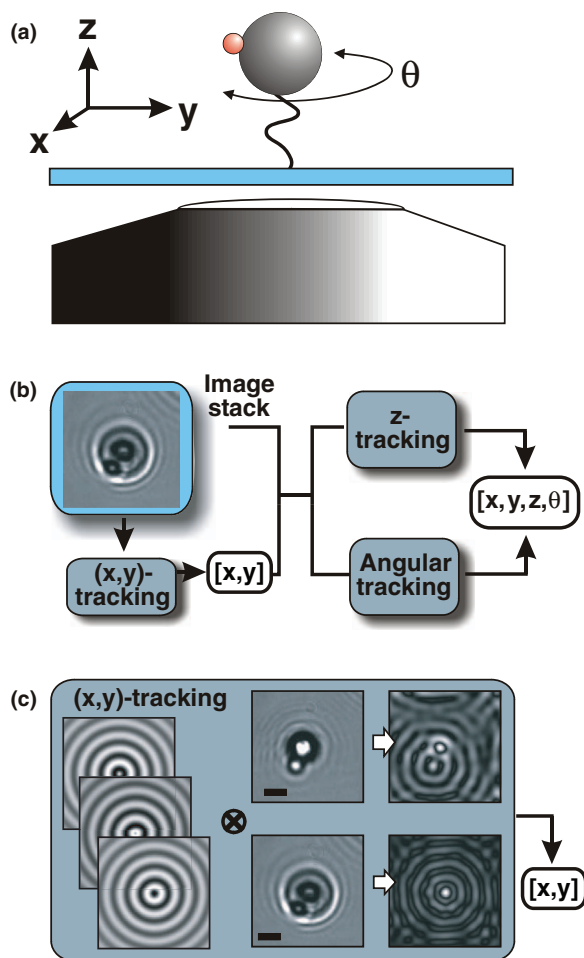 (a)
z
y
x
θ
(b)
Image
stack
z-
tracking
[x,y,z,θ]
(x,y)-
tracking
[x,y]
Angular
tracking
(c)
(x,y)-tracking
[x,y]